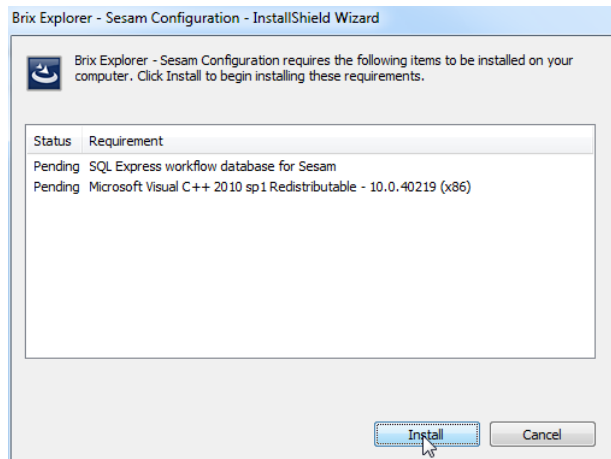 Brix Explorer - Sesam Configuration - InstallShield Wizard
Brix Explorer - Sesam Configuration requires the following items to be installed on your
computer. Click Install to begin installing these requirements.
Status Requirement
Pending SQL Express workflow database for Sesam
Pending Microsoft Visual C++ 2010 sp1 Redistributable - 10.0.40219 (x86)
Install Cancel